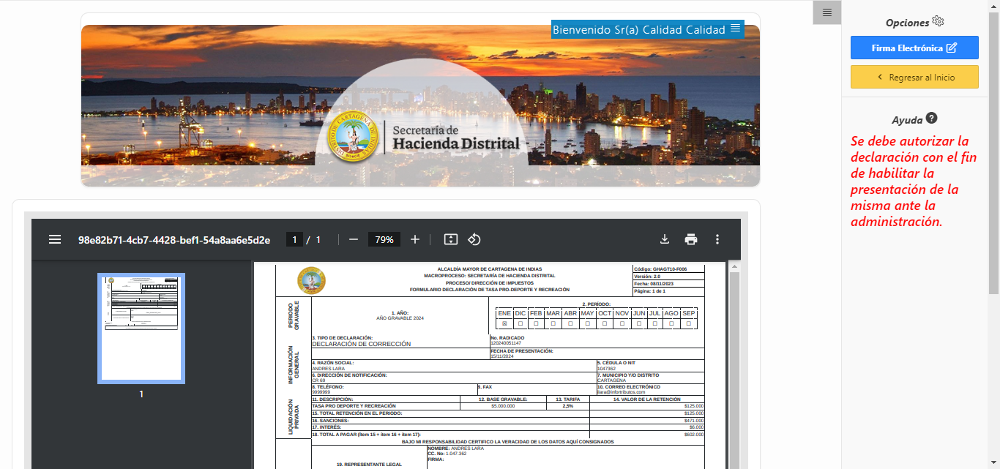 Bienvenido Sr(a) Calidad Calidad
Secretaría de
Hacienda Distrital
Opciones
Firma Electrónica
Regresar al Inicio
Ayuda
Se debe autorizar la
declaración con el fin
de habilitar la
presentación de la
misma ante la
administración.
98e82b71-4cb7-4428-bef1-54a8aa6e5d2e
1 / 1
79%
1
ALCALDÍA MAYOR DE CARTAGENA DE INDIAS
MACROPROCESO: SECRETARÍA DE HACIENDA DISTRITAL
PROCESO/ DIRECCIÓN DE IMPUESTOS
FORMULARIO DECLARACIÓN DE TASA PRO-DEPORTE Y RECREACIÓN
Código: GHAGT10-F006
Versión: 2.0
Fecha: 08/11/2023
Página: 1 de 1
PERIODO GRAVABLE
1. AÑO:
AÑO GRAVABLE 2024
2. PERÍODO:
ENE DIC FEB MAR ABR MAY OCT NOV JUN JUL AGO SEP
☒ ☐ ☐ ☐ ☐ ☐ ☐ ☐ ☐ ☐ ☐ ☐
INFORMACIÓN GENERAL
3. TIPO DE DECLARACIÓN:
DECLARACIÓN DE CORRECCIÓN
No. RADICADO
120240051147
FECHA DE PRESENTACIÓN:
15/11/2024
4. RAZÓN SOCIAL:
ANDRES LARA
5. CÉDULA O NIT
1047362
6. DIRECCIÓN DE NOTIFICACIÓN:
CR 69
7. MUNICIPIO Y/O DISTRITO
CARTAGENA
8. TELÉFONO:
9999999
9. FAX
10. CORREO ELECTRÓNICO
ilara@infortributos.com
LIQUIDACIÓN PRIVADA
11. DESCRIPCIÓN: 12. BASE GRAVABLE: 13. TARIFA 14. VALOR DE LA RETENCIÓN
TASA PRO DEPORTE Y RECREACIÓN $5.000.000 2,5% $125.000
15. TOTAL RETENCIÓN EN EL PERIODO: $125.000
16. SANCIONES: $471.000
17. INTERÉS: $6.000
18. TOTAL A PAGAR (Ítem 15 + ítem 16 + ítem 17): $602.000
BAJO MI RESPONSABILIDAD CERTIFICO LA VERACIDAD DE LOS DATOS AQUÍ CONSIGNADOS
19. REPRESENTANTE LEGAL
NOMBRE: ANDRES LARA
CC. No: 1.047.362
FIRMA: